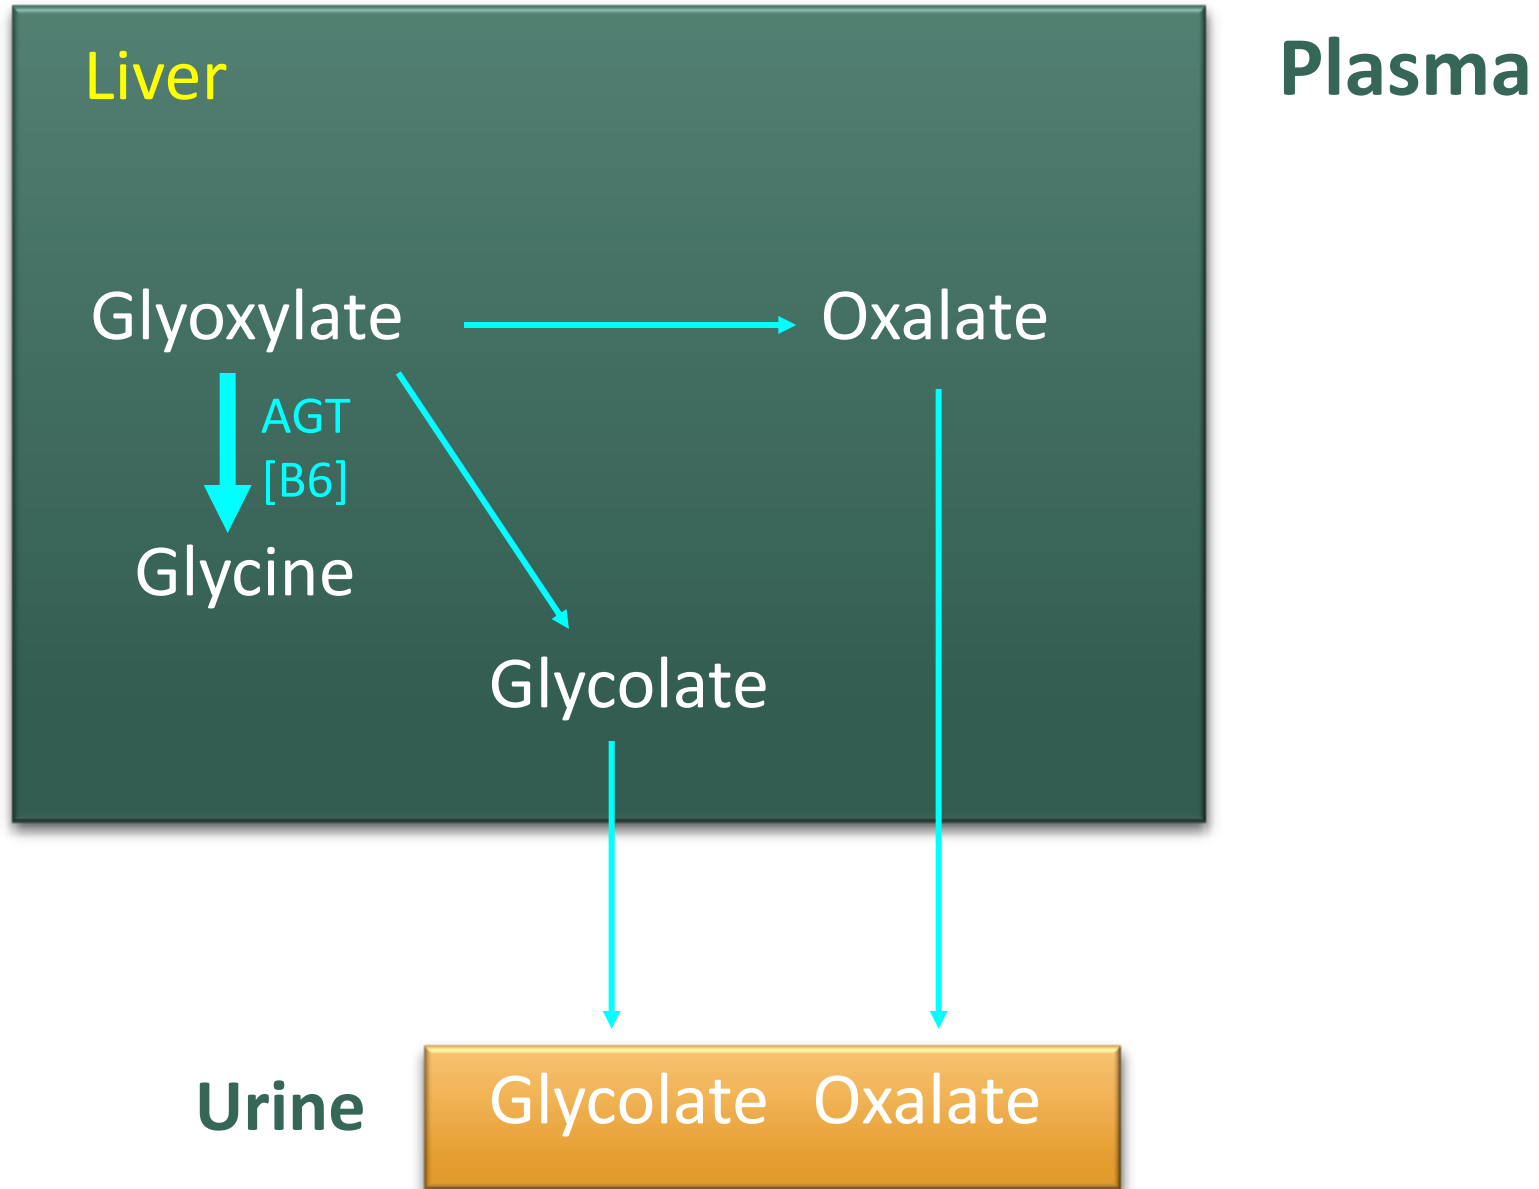 Liver
Plasma
Glyoxylate
Oxalate
AGT
[B6]
Glycine
Glycolate
Urine
Glycolate Oxalate